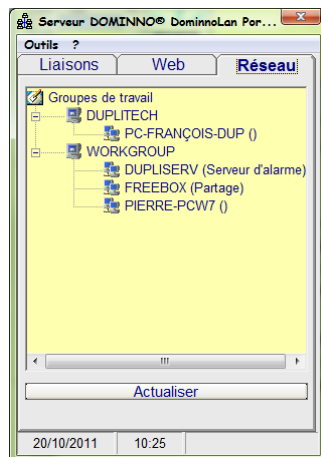 Serveur DOMINNO® DominnoLan Por...
Outils ?
Liaisons Web Réseau
Groupes de travail
DUPLITECH
PC-FRANÇOIS-DUP ()
WORKGROUP
DUPLISERV (Serveur d'alarme)
FREEBOX (Partage)
PIERRE-PCW7 ()
Actualiser
20/10/2011 10:25